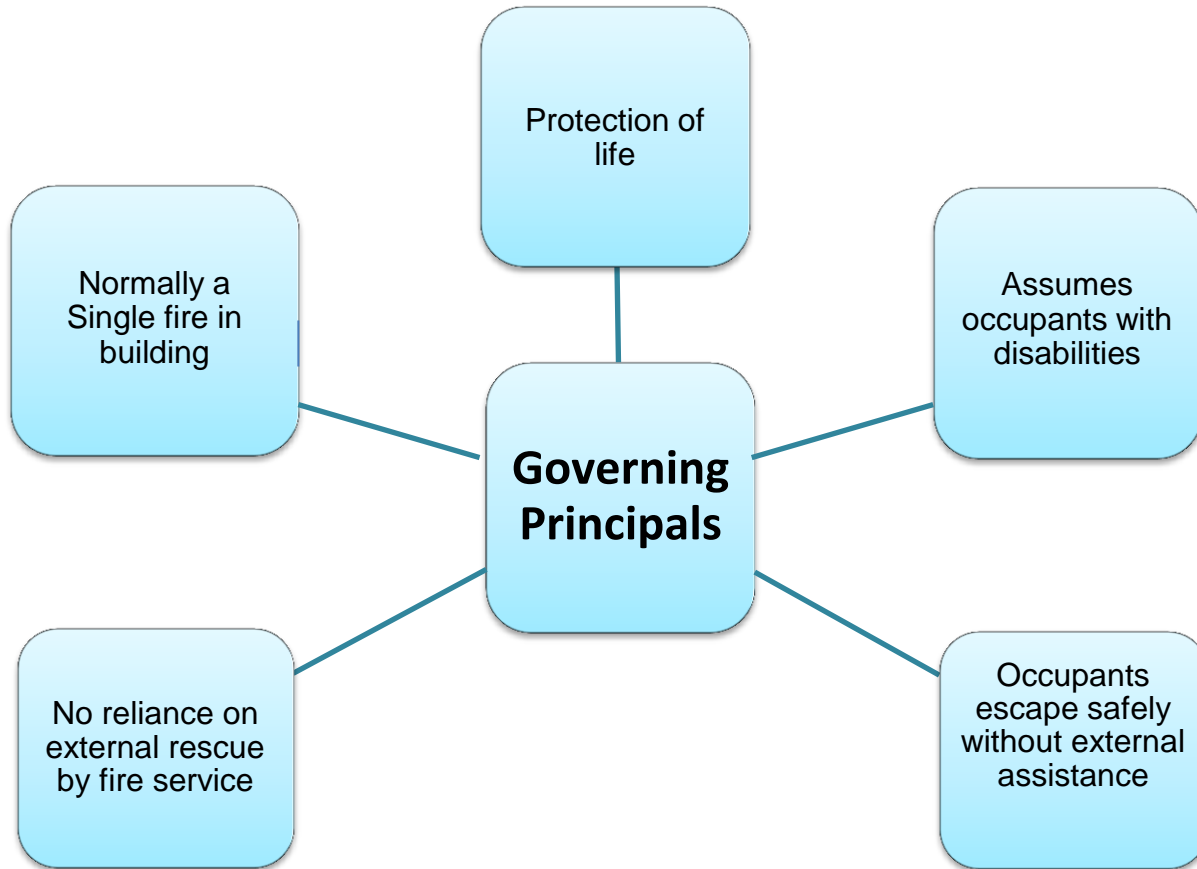 Protection of
life
Normally a
Single fire in
building
Assumes
occupants with
disabilities
Governing
Principals
No reliance on
external rescue
by fire service
Occupants
escape safely
without external
assistance